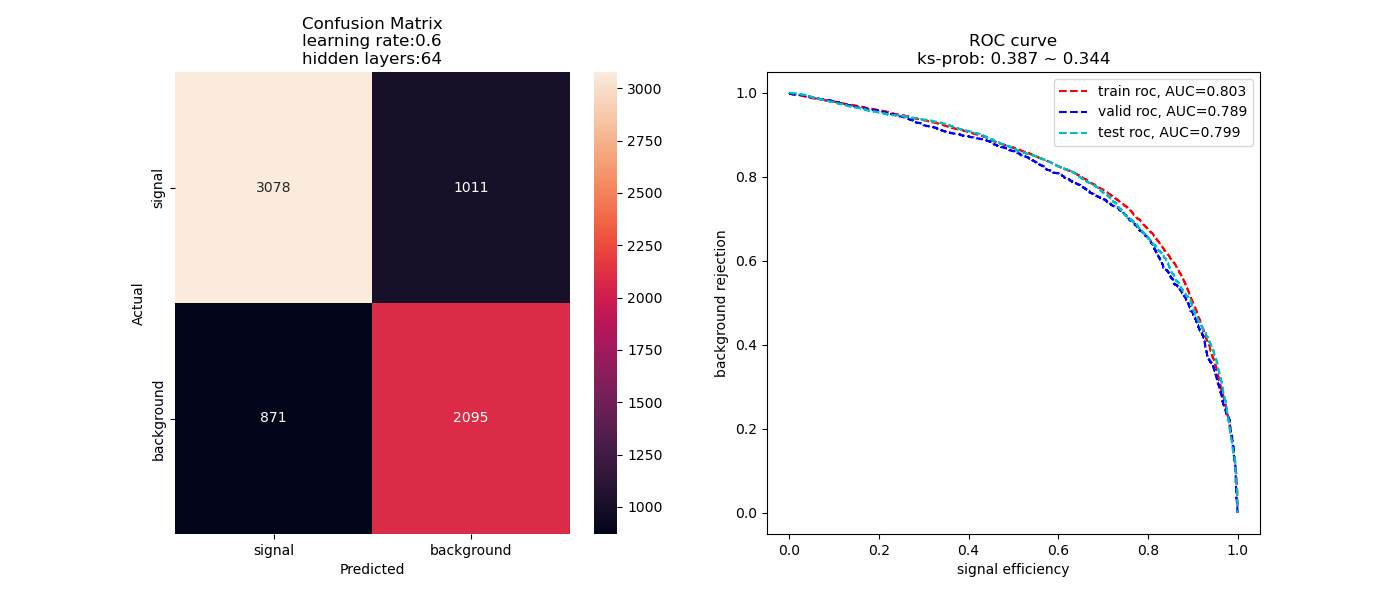 Confusion Matrix
learning rate:0.6
hidden layers:64
signal
background
Actual
3078
1011
871
2095
signal
background
Predicted
3000
2750
2500
2250
2000
1750
1500
1250
1000
ROC curve
ks-prob: 0.387 ~ 0.344
train roc, AUC=0.803
valid roc, AUC=0.789
test roc, AUC=0.799
background rejection
1.0
0.8
0.6
0.4
0.2
0.0
0.0
0.2
0.4
0.6
0.8
1.0
signal efficiency